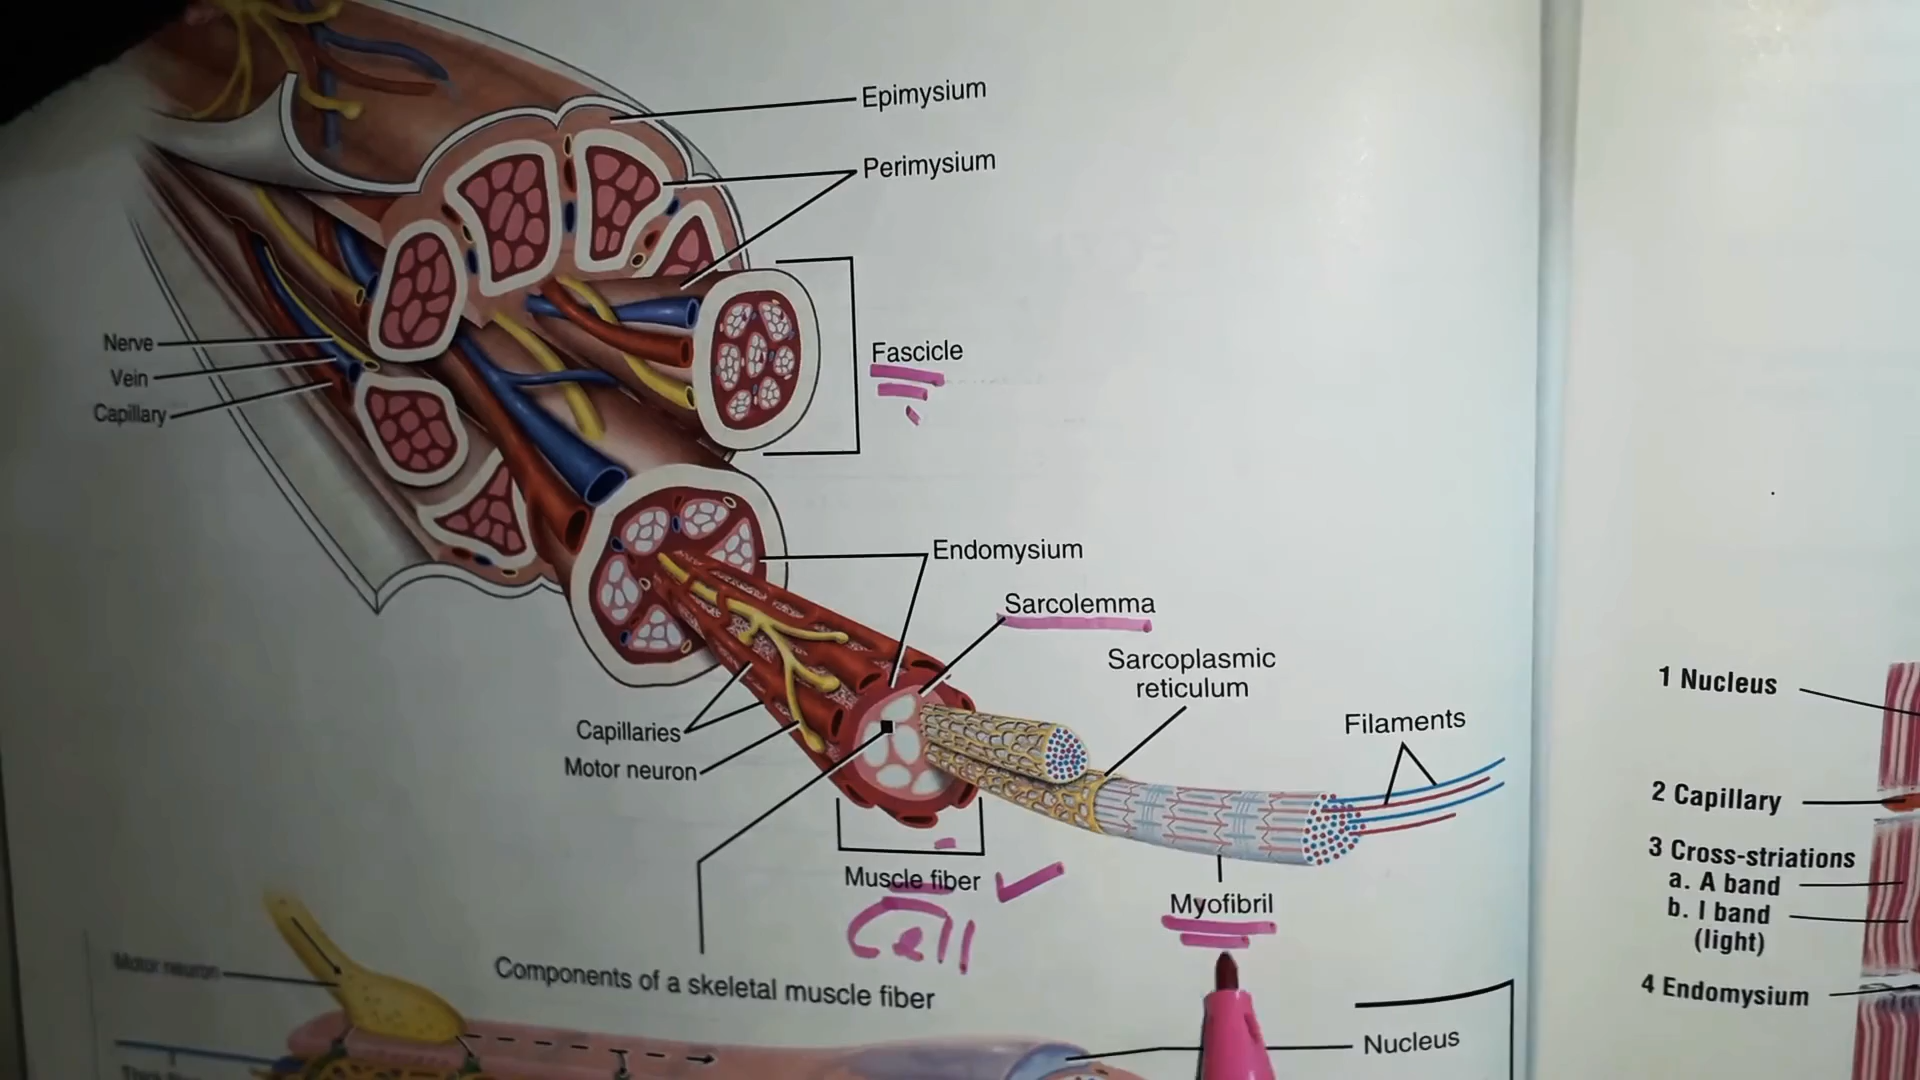 Epimysium
Perimysium
Nerve
Vein
Capillary
Fascicle
Endomysium
Sarcolemma
Sarcoplasmic
reticulum
Capillaries
Motor neuron
Filaments
Muscle fiber
Cell
Myofibril
Components of a skeletal muscle fiber
Motor neuron
Nucleus
1 Nucleus
2 Capillary
3 Cross-striations
a. A band
b. I band
(light)
4 Endomysium